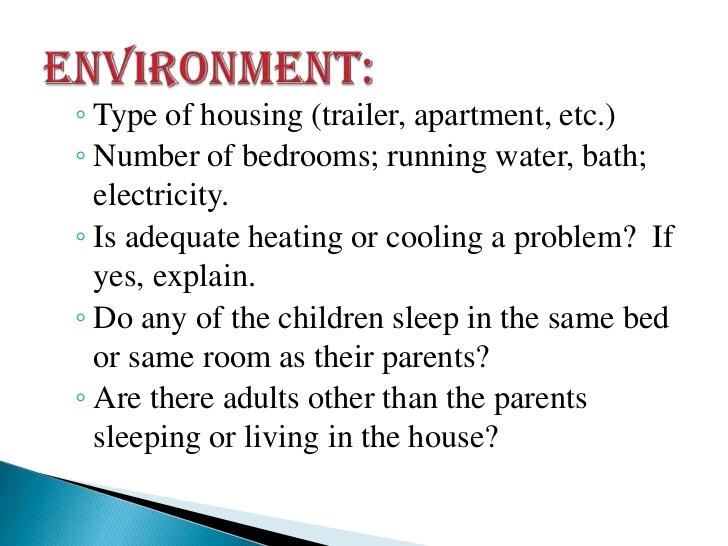 ENVIRONMENT:
◦ Type of housing (trailer, apartment, etc.)
◦ Number of bedrooms; running water, bath;
electricity.
◦ Is adequate heating or cooling a problem?  If
yes, explain.
◦ Do any of the children sleep in the same bed
or same room as their parents?
◦ Are there adults other than the parents
sleeping or living in the house?